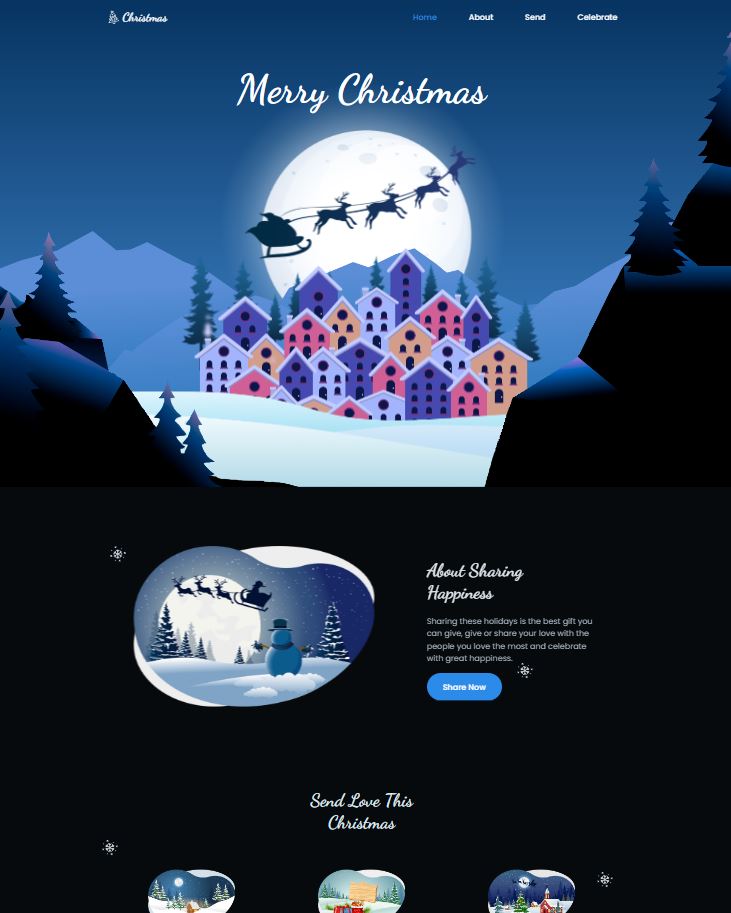 Christmas
Home About Send Celebrate
Merry Christmas
About Sharing
Happiness
Sharing these holidays is the best gift you
can give, give or share your love with the
people you love the most and celebrate
with great happiness.
Share Now
Send Love This
Christmas